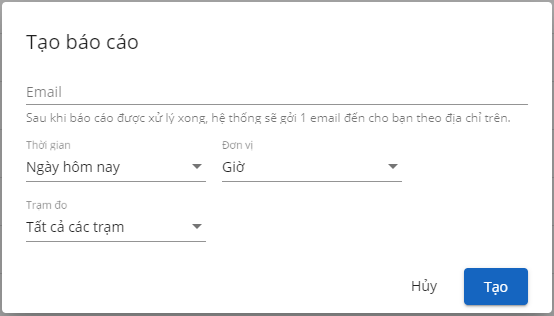 Tạo báo cáo
Email
Sau khi báo cáo được xử lý xong, hệ thống sẽ gởi 1 email đến cho bạn theo địa chỉ trên.
Thời gian Đơn vị
Ngày hôm nay Giờ
Trạm đo
Tất cả các trạm
Hủy Tạo